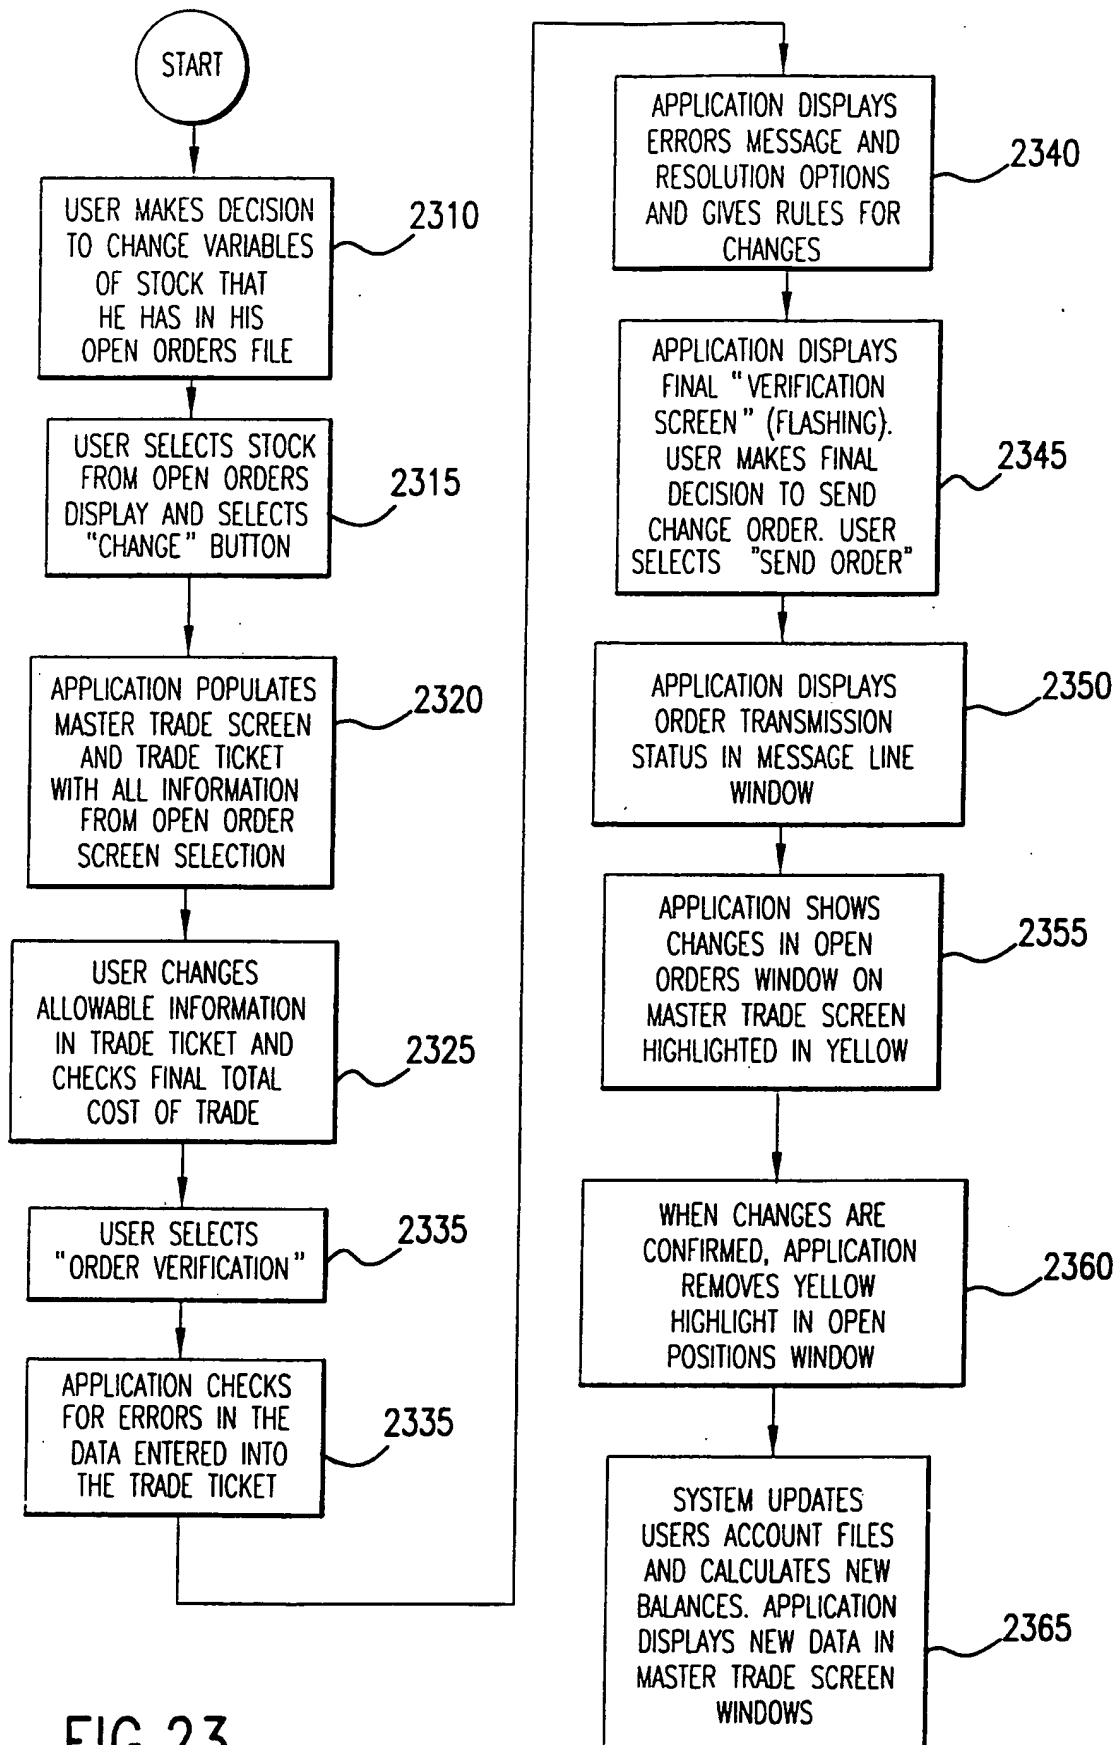 START
USER MAKES DECISION
TO CHANGE VARIABLES
OF STOCK THAT
HE HAS IN HIS
OPEN ORDERS FILE
2310
USER SELECTS STOCK
FROM OPEN ORDERS
DISPLAY AND SELECTS
"CHANGE" BUTTON
2315
APPLICATION POPULATES
MASTER TRADE SCREEN
AND TRADE TICKET
WITH ALL INFORMATION
FROM OPEN ORDER
SCREEN SELECTION
2320
USER CHANGES
ALLOWABLE INFORMATION
IN TRADE TICKET AND
CHECKS FINAL TOTAL
COST OF TRADE
2325
USER SELECTS
"ORDER VERIFICATION"
2335
APPLICATION CHECKS
FOR ERRORS IN THE
DATA ENTERED INTO
THE TRADE TICKET
2335
APPLICATION DISPLAYS
ERRORS MESSAGE AND
RESOLUTION OPTIONS
AND GIVES RULES FOR
CHANGES
2340
APPLICATION DISPLAYS
FINAL "VERIFICATION
SCREEN" (FLASHING).
USER MAKES FINAL
DECISION TO SEND
CHANGE ORDER. USER
SELECTS "SEND ORDER"
2345
APPLICATION DISPLAYS
ORDER TRANSMISSION
STATUS IN MESSAGE LINE
WINDOW
2350
APPLICATION SHOWS
CHANGES IN OPEN
ORDERS WINDOW ON
MASTER TRADE SCREEN
HIGHLIGHTED IN YELLOW
2355
WHEN CHANGES ARE
CONFIRMED, APPLICATION
REMOVES YELLOW
HIGHLIGHT IN OPEN
POSITIONS WINDOW
2360
SYSTEM UPDATES
USERS ACCOUNT FILES
AND CALCULATES NEW
BALANCES. APPLICATION
DISPLAYS NEW DATA IN
MASTER TRADE SCREEN
WINDOWS
2365
FIG.23